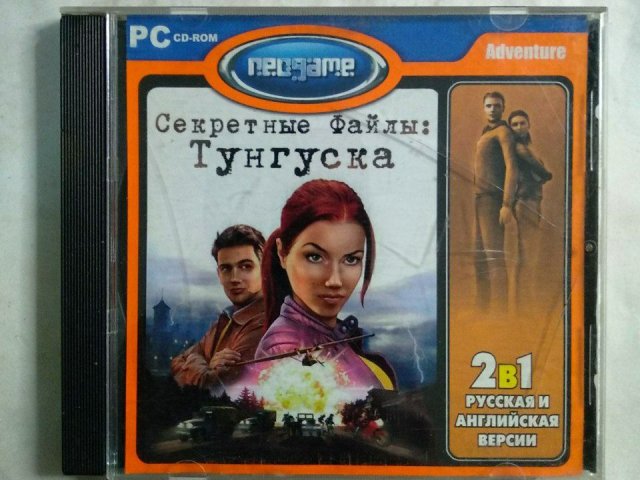 PC CD-ROM
neogame
Adventure
Секретные Файлы:
Тунгуска
2в1
РУССКАЯ И
АНГЛИЙСКАЯ
ВЕРСИИ